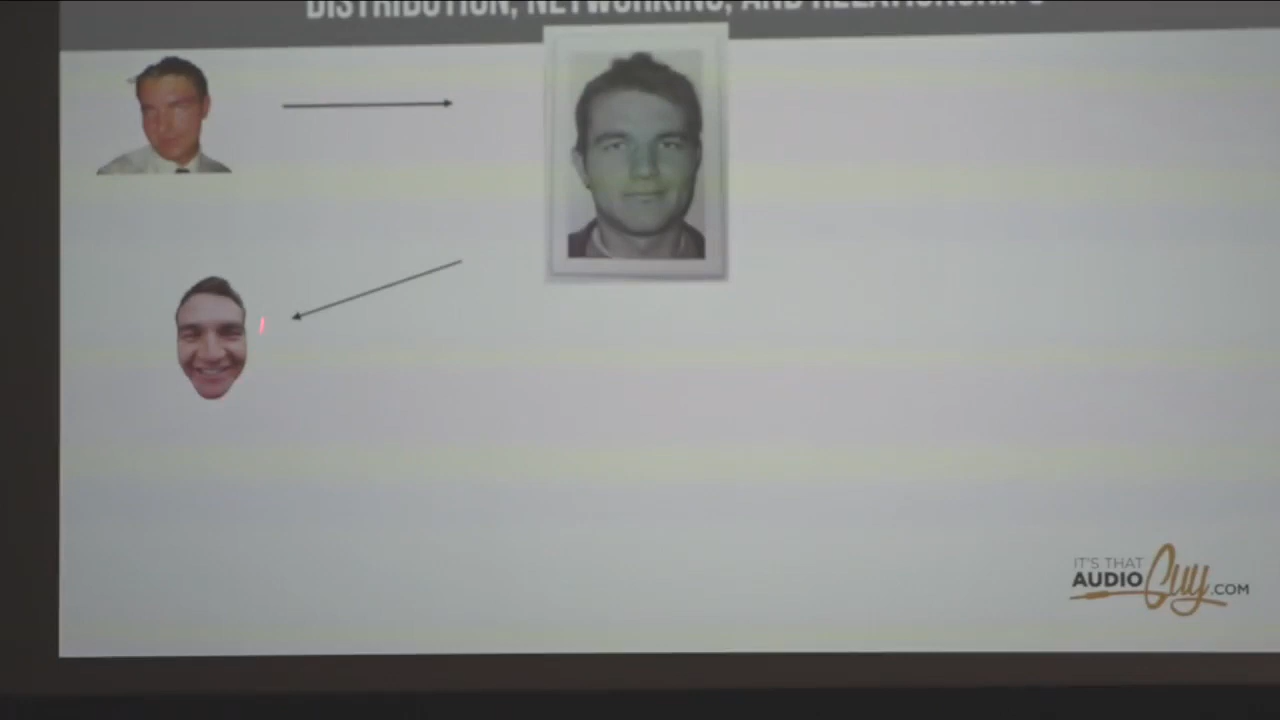 DISTRIBUTION, NETWORKING, AND RELATIONSHIPS
IT'S THAT
AUDIO Guy.COM